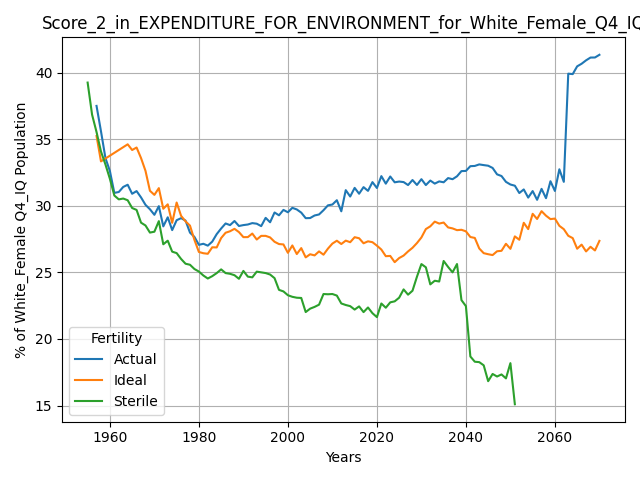 Score_2_in_EXPENDITURE_FOR_ENVIRONMENT_for_White_Female_Q4_IQ
% of White_Female Q4_IQ Population
40
35
30
25
20
15
Fertility
Actual
Ideal
Sterile
1960 1980 2000 2020 2040 2060
Years